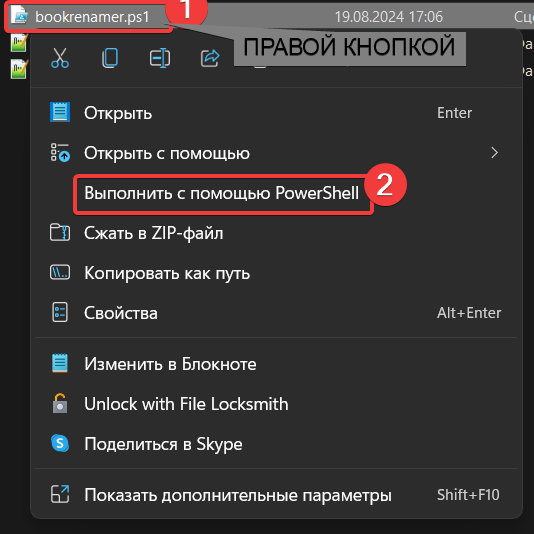 bookrenamer.ps1
1
19.08.2024 17:06
Сце
ПРАВОЙ КНОПКОЙ
Фа
Фа
Открыть
Enter
Открыть с помощью
Выполнить с помощью PowerShell
2
Сжать в ZIP-файл
Копировать как путь
Свойства
Alt+Enter
Изменить в Блокноте
Unlock with File Locksmith
Поделиться в Skype
Показать дополнительные параметры
Shift+F10